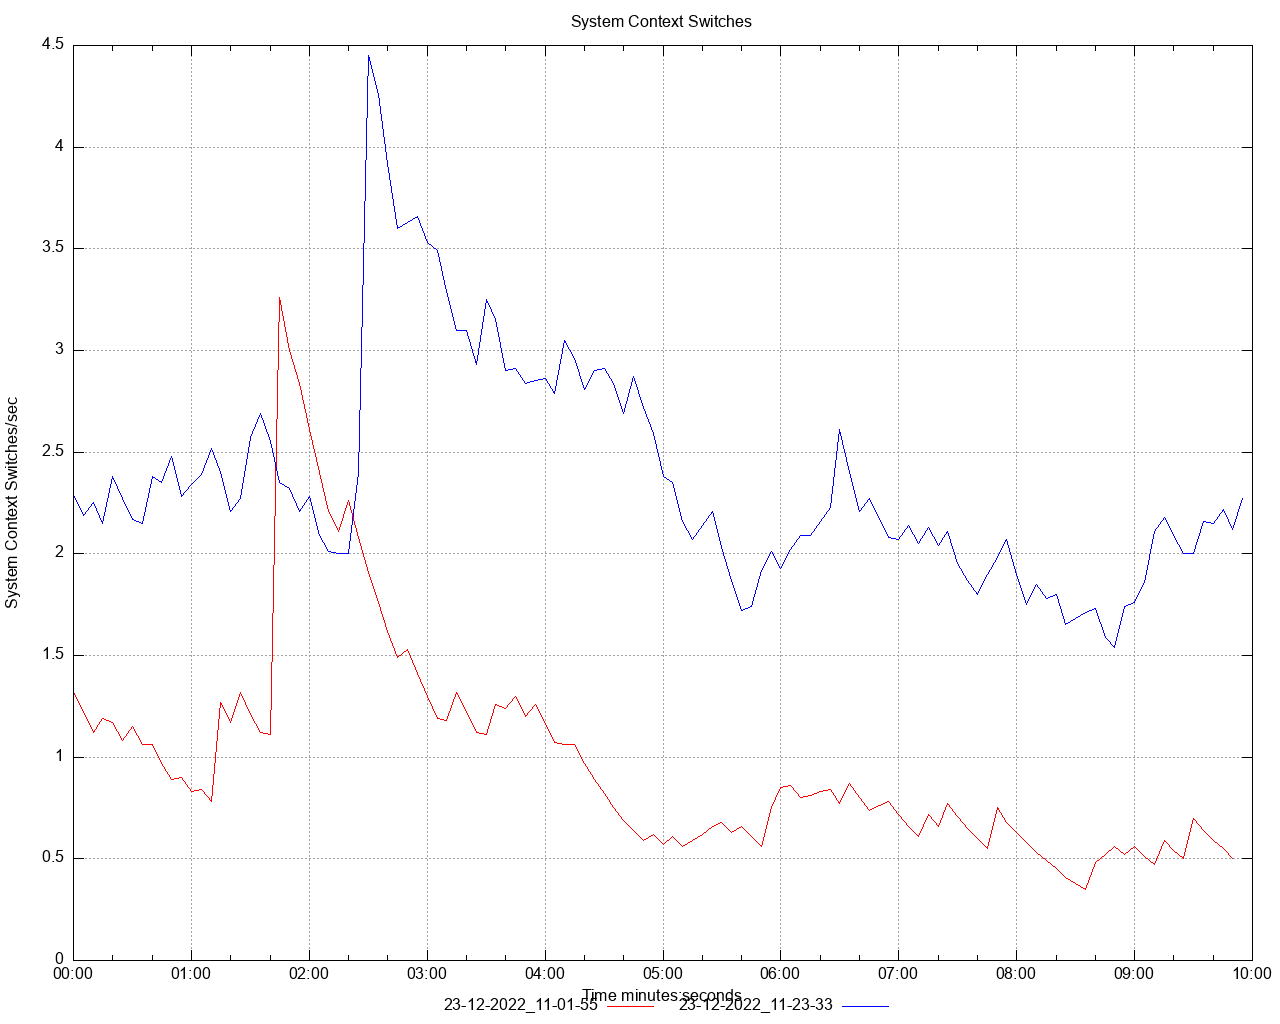 System Context Switches
4.5
4
3.5
3
2.5
2
1.5
1
0.5
0
System Context Switches/sec
00:00 01:00 02:00 03:00 04:00 05:00 06:00 07:00 08:00 09:00 10:00
Time minutes:seconds
23-12-2022_11-01-55 23-12-2022_11-23-33